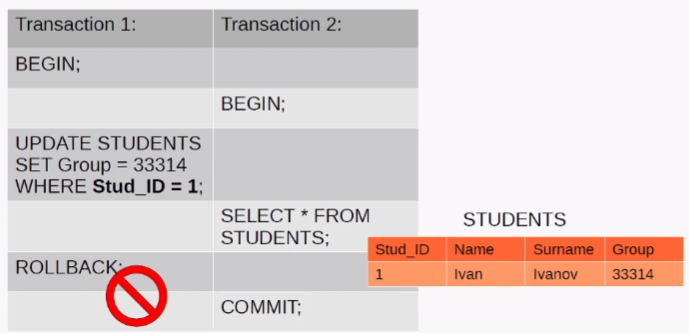 Transaction 1:
Transaction 2:
BEGIN;
BEGIN;
UPDATE STUDENTS
SET Group = 33314
WHERE Stud_ID = 1;
SELECT * FROM
STUDENTS;
STUDENTS
Stud_ID Name Surname Group
1 Ivan Ivanov 33314
ROLLBACK;
COMMIT;